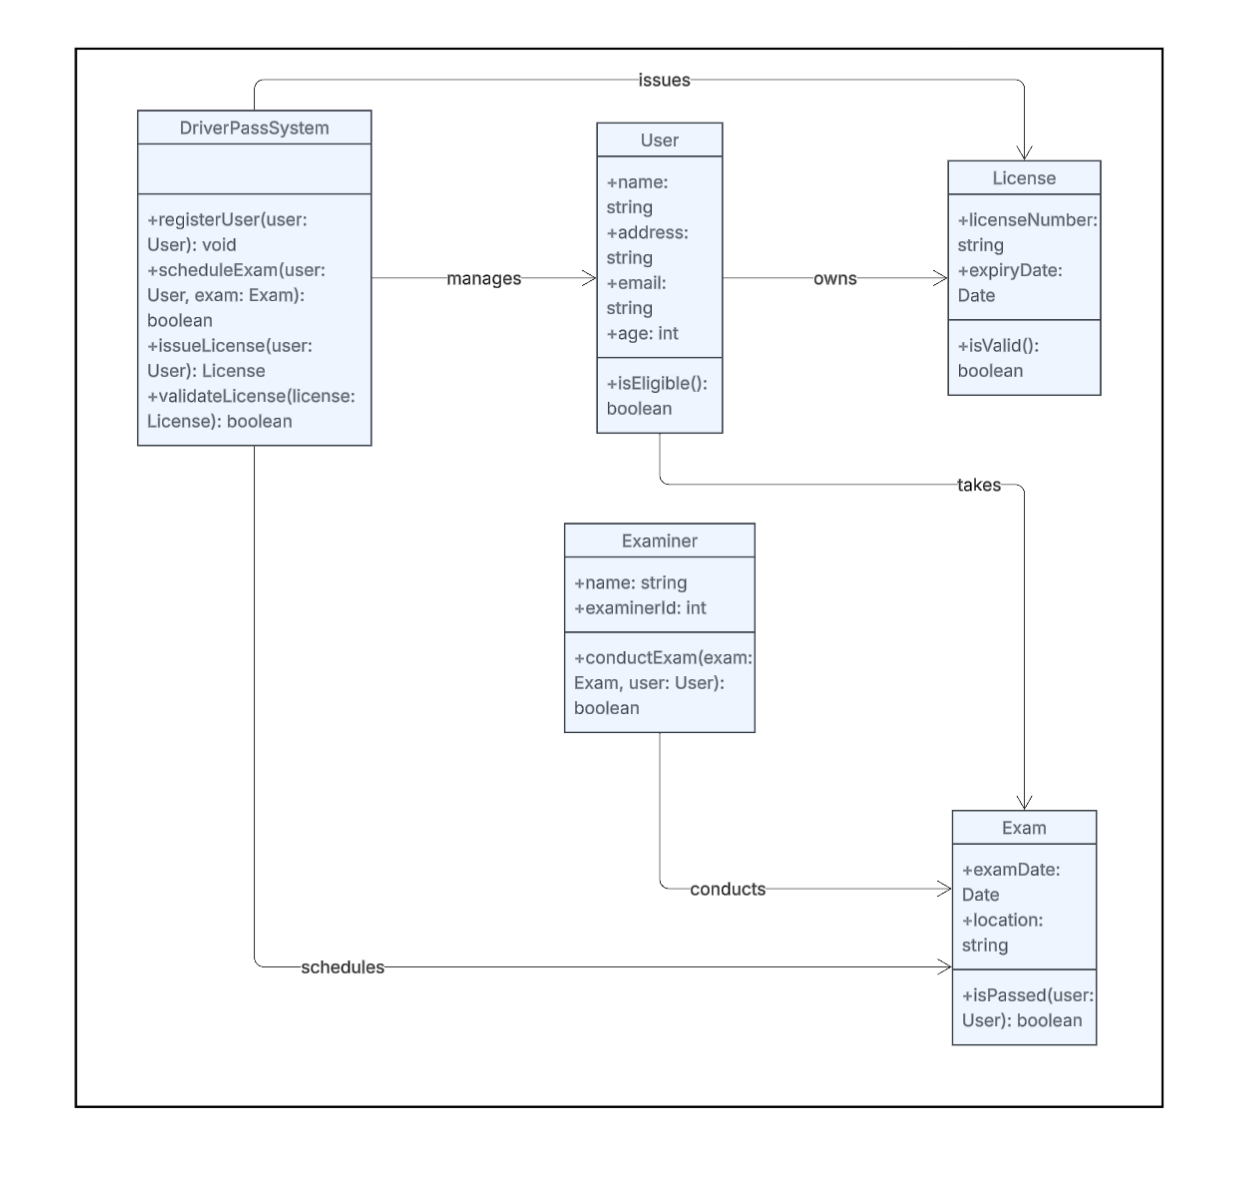 issues
DriverPassSystem
+registerUser(user:
User): void
+scheduleExam(user:
User, exam: Exam):
boolean
+issueLicense(user:
User): License
+validateLicense(license:
License): boolean
manages
User
+name:
string
+address:
string
+email:
string
+age: int
+isEligible():
boolean
owns
License
+licenseNumber:
string
+expiryDate:
Date
+isValid():
boolean
takes
Examiner
+name: string
+examinerId: int
+conductExam(exam:
Exam, user: User):
boolean
conducts
schedules
Exam
+examDate:
Date
+location:
string
+isPassed(user:
User): boolean